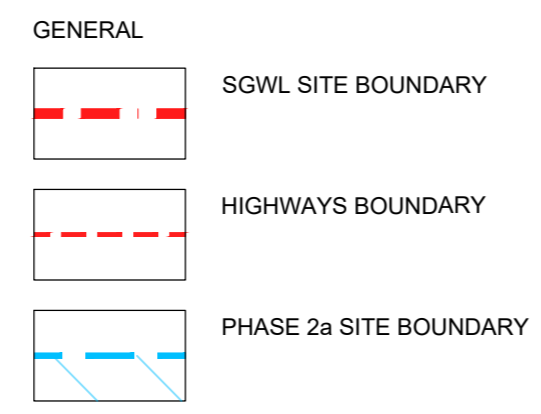 GENERAL
SGWL SITE BOUNDARY
HIGHWAYS BOUNDARY
PHASE 2a SITE BOUNDARY